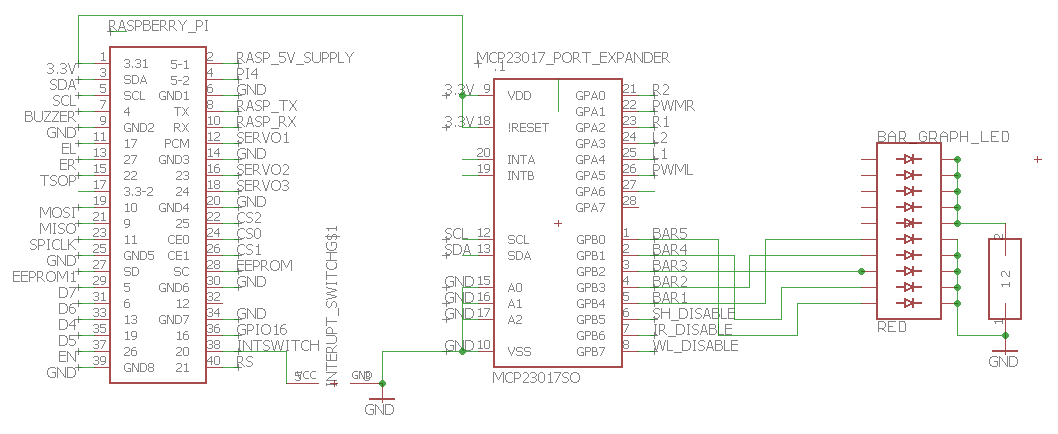 RASPBERRY_PI
1 3.31 5-1 2 RASP_5V_SUPPLY
3.3V
3 SDA 5-2 4 PI4
SDA
5 SCL GND1 6 GND
SCL
7 4 TX 8 RASP_TX
BUZZER
9 GND2 RX 10 RASP_RX
GND
11 17 PCM 12 SERVO1
EL
13 27 GND3 14 GND
ER
15 22 23 16 SERVO2
TSOP
17 3.3-2 24 18 SERVO3
19 10 GND4 20 GND
MOSI
21 9 25 22 CS2
MISO
23 11 CE0 24 CS0
SPICLK
25 GND5 CE1 26 CS1
GND
27 SD SC 28 EEPROM
EEPROM1
29 5 GND6 30 GND
D7
31 6 12 32
D6
33 13 GND7 34 GND
D4
35 19 16 36 GPIO16
D5
37 26 20 38 INTSWITCH
EN
39 GND8 21 40 RS
GND
INTERUPT_SWITCHG$1
VCC GND
GND
MCP23017_PORT_EXPANDER
.1
3.3V 9 VDD GPA0 21 R2
GPA1 22 PWMR
3.3V 18 !RESET GPA2 23 R1
GPA3 24 L2
20 INTA GPA4 25 L1
19 INTB GPA5 26 PWML
GPA6 27
GPA7 28
SCL 12 SCL GPB0 1 BAR5
SDA 13 SDA GPB1 2 BAR4
GPB2 3 BAR3
GND 15 A0 GPB3 4 BAR2
GND 16 A1 GPB4 5 BAR1
GND 17 A2 GPB5 6 SH_DISABLE
GPB6 7 IR_DISABLE
GND 10 VSS GPB7 8 WL_DISABLE
MCP23017SO
BAR_GRAPH_LED
RED
2
12
1
GND